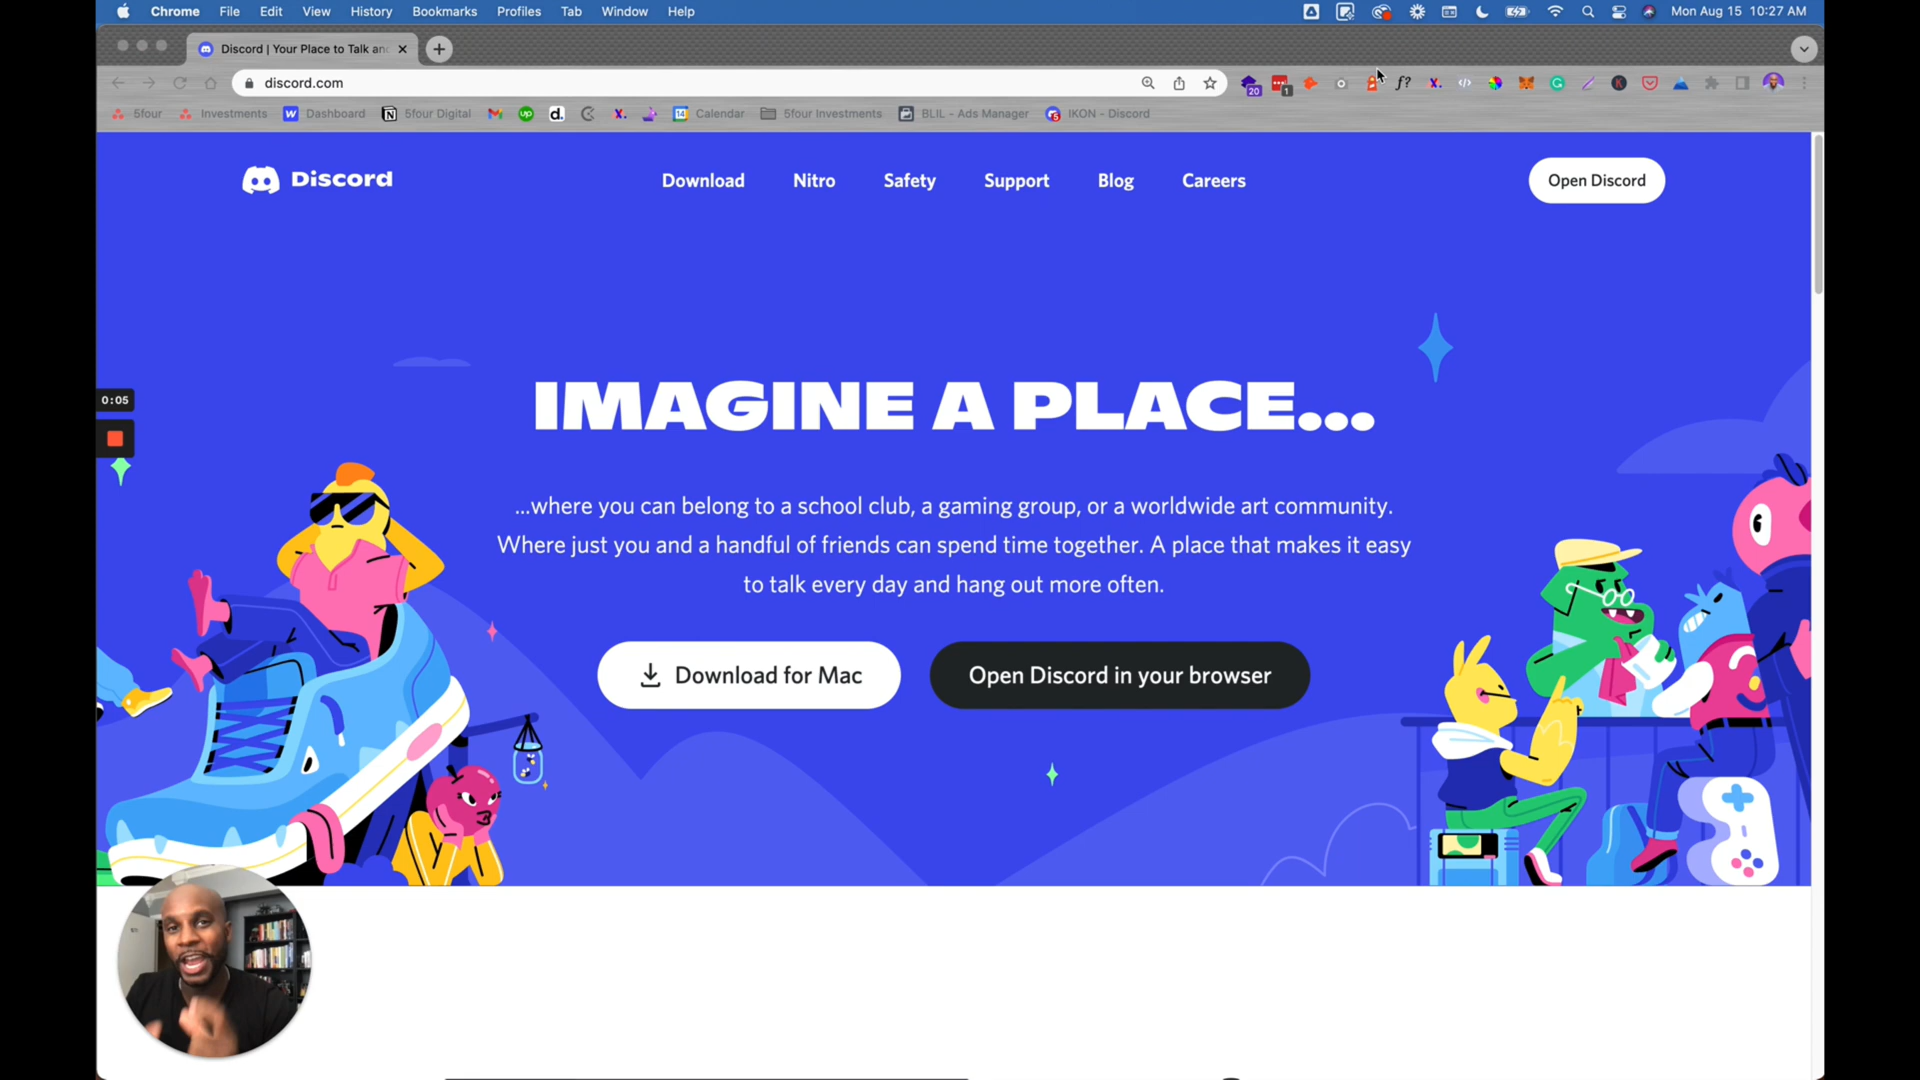 Chrome File Edit View History Bookmarks Profiles Tab Window Help Mon Aug 15 10:27 AM
Discord | Your Place to Talk an
discord.com
20
1
f?
5four Investments Dashboard 5four Digital up d. 14 Calendar 5four Investments BLIL - Ads Manager 5 IKON - Discord
Discord Download Nitro Safety Support Blog Careers Open Discord
IMAGINE A PLACE...
...where you can belong to a school club, a gaming group, or a worldwide art community.
Where just you and a handful of friends can spend time together. A place that makes it easy
to talk every day and hang out more often.
0:05
Download for Mac Open Discord in your browser